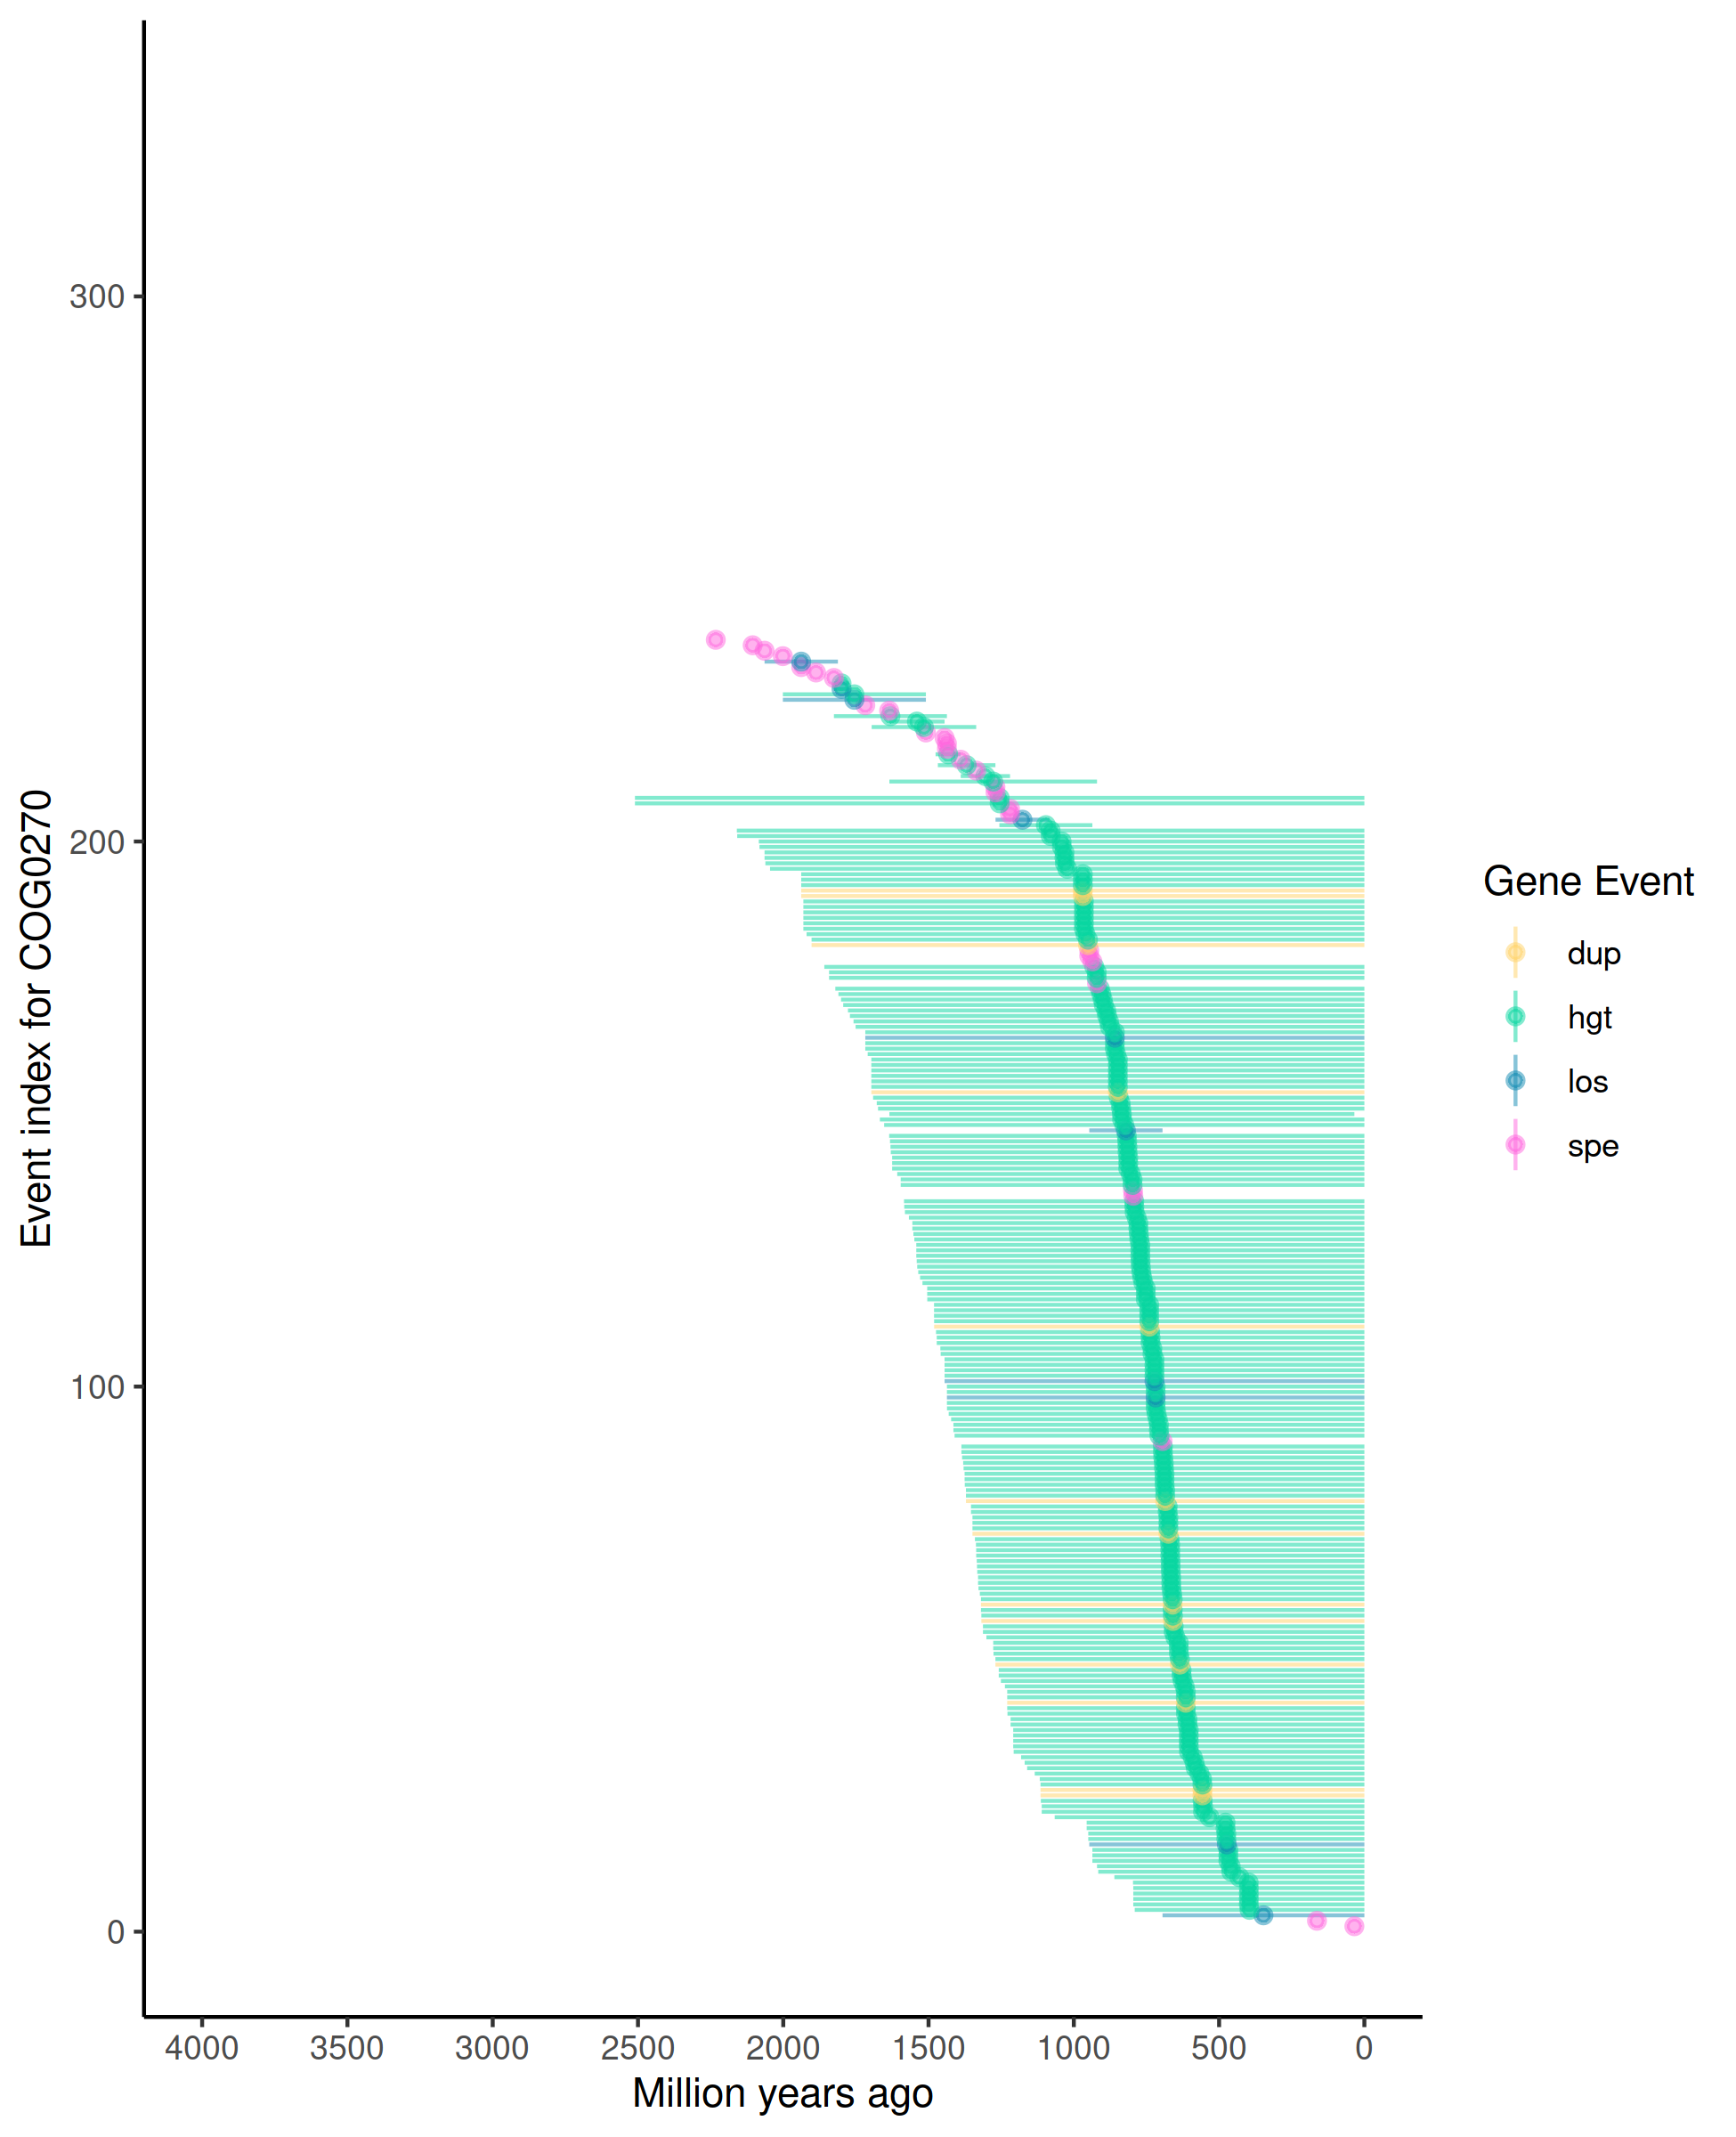 Event index for COG0270
300
200
100
0
4000 3500 3000 2500 2000 1500 1000 500 0
Million years ago
Gene Event
dup
hgt
los
spe